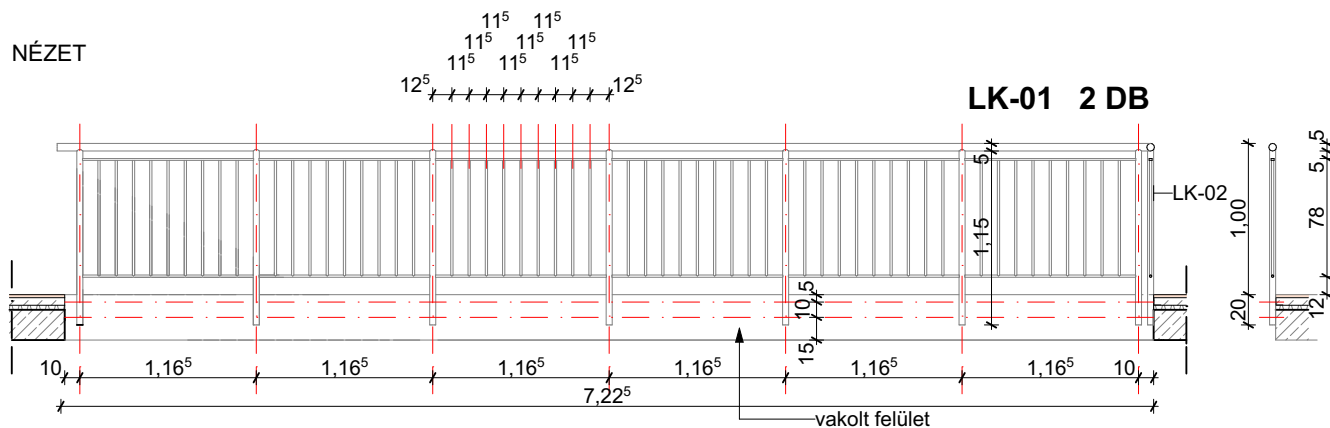 NÉZET
11⁵ 11⁵
11⁵ 11⁵ 11⁵
11⁵ 11⁵ 11⁵
12⁵ 12⁵
LK-01 2 DB
5
1,15
LK-02
1,00
20
5
5
78
12
5
10
15
10 1,16⁵ 1,16⁵ 1,16⁵ 1,16⁵ 1,16⁵ 1,16⁵ 10
7,22⁵
vakolt felület